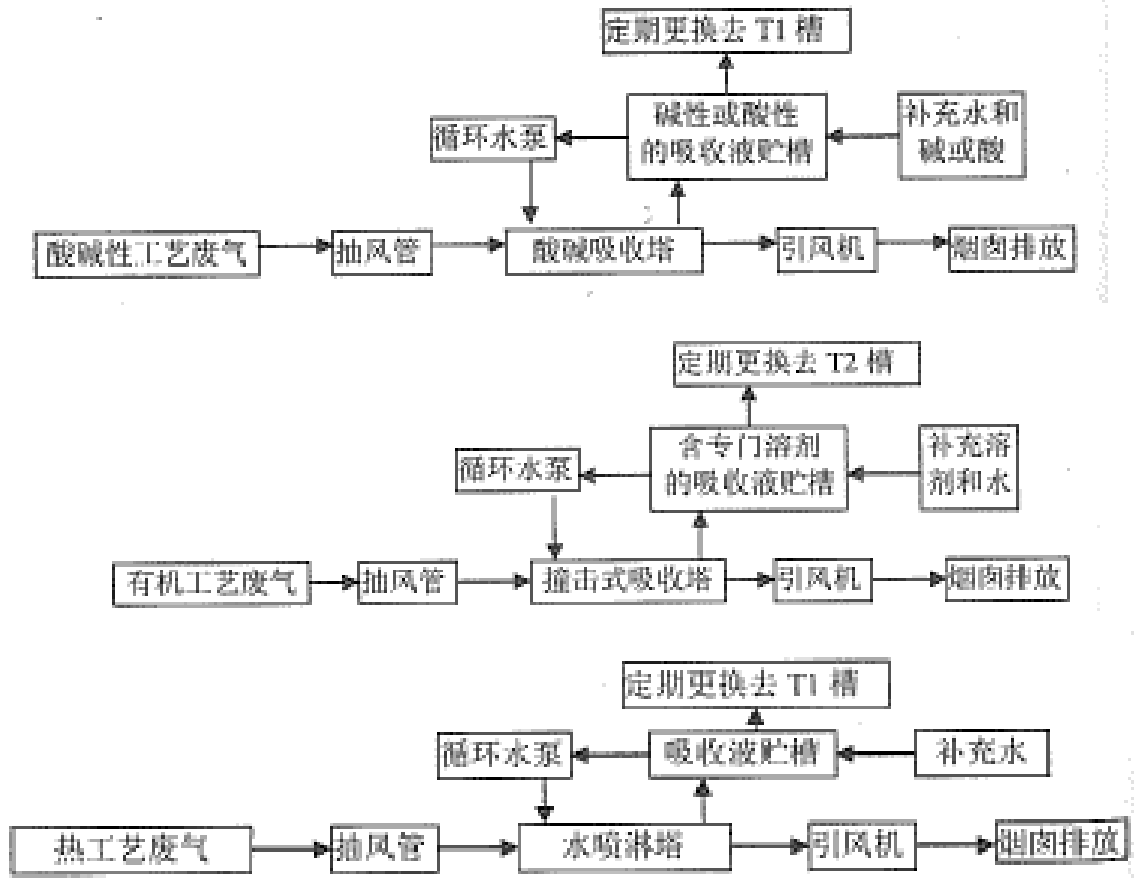 定期更换去 T1 槽
碱性或酸性
的吸收液贮槽
补充水和
碱或酸
循环水泵
酸碱性工艺废气
抽风管
酸碱吸收塔
引风机
烟囱排放
定期更换去 T2 槽
含专门溶剂
的吸收液贮槽
补充溶
剂和水
循环水泵
有机工艺废气
抽风管
撞击式吸收塔
引风机
烟囱排放
定期更换去 T1 槽
循环水泵
吸收液贮槽
补充水
热工艺废气
抽风管
水喷淋塔
引风机
烟囱排放